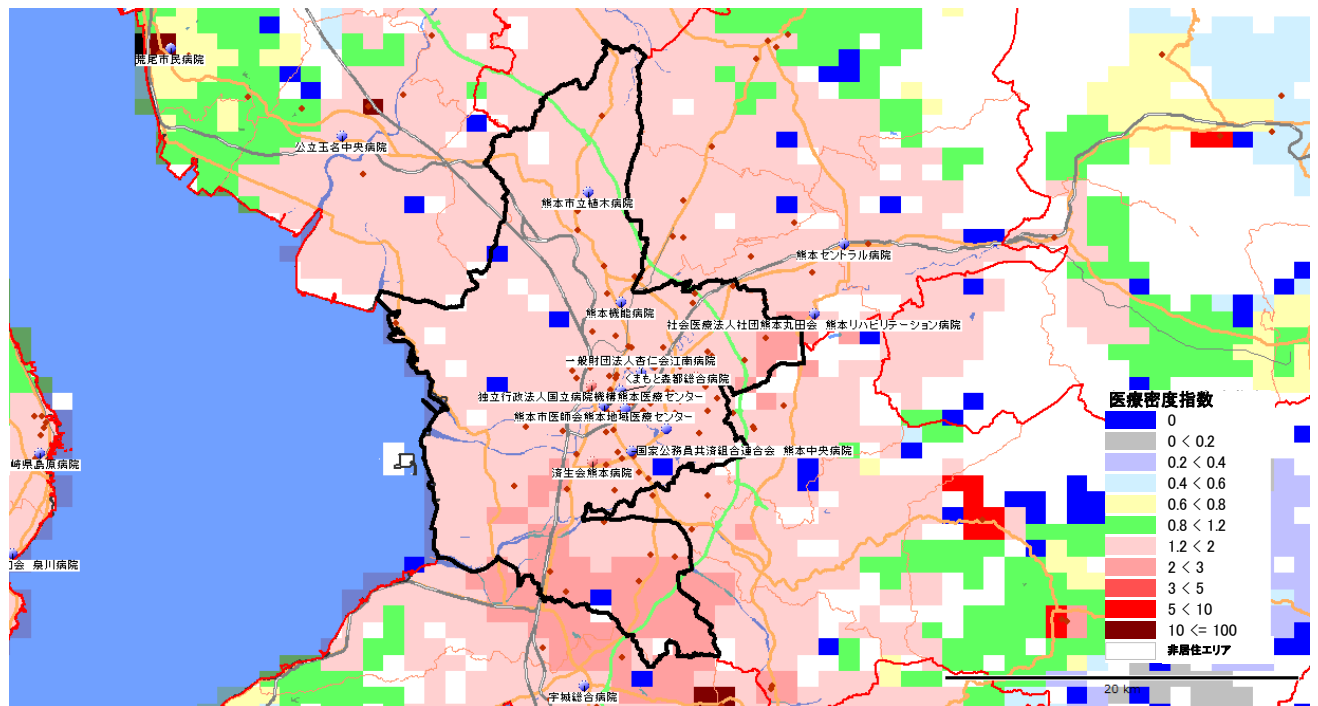 荒尾市民病院
公立玉名中央病院
熊本市立植木病院
熊本セントラル病院
熊本機能病院
社会医療法人社団熊本丸田会 熊本リハビリテーション病院
一般財団法人杏仁会江南病院
くまもと森都総合病院
独立行政法人国立病院機構熊本医療センター
熊本市医師会熊本地域医療センター
国家公務員共済組合連合会 熊本中央病院
済生会熊本病院
崎県島原病院
会 泉川病院
宇城総合病院
医療密度指数
0
0 < 0.2
0.2 < 0.4
0.4 < 0.6
0.6 < 0.8
0.8 < 1.2
1.2 < 2
2 < 3
3 < 5
5 < 10
10 <= 100
非居住エリア
20 km